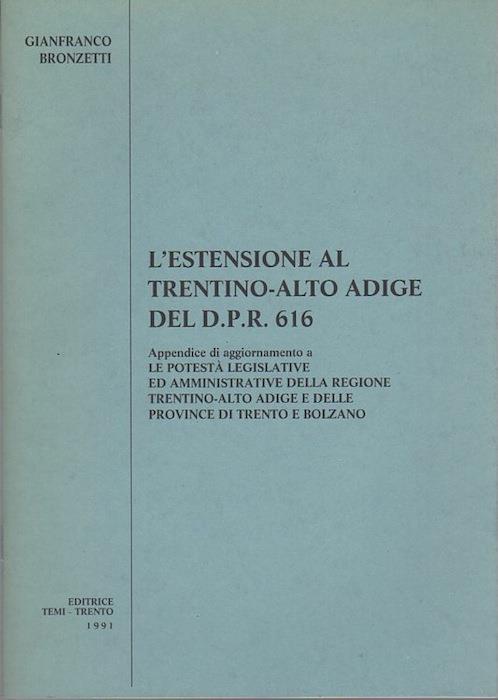 GIANFRANCO
BRONZETTI
L'ESTENSIONE AL
TRENTINO-ALTO ADIGE
DEL D.P.R. 616
Appendice di aggiornamento a
LE POTESTÀ LEGISLATIVE
ED AMMINISTRATIVE DELLA REGIONE
TRENTINO-ALTO ADIGE E DELLE
PROVINCE DI TRENTO E BOLZANO
EDITRICE
TEMI - TRENTO
1991